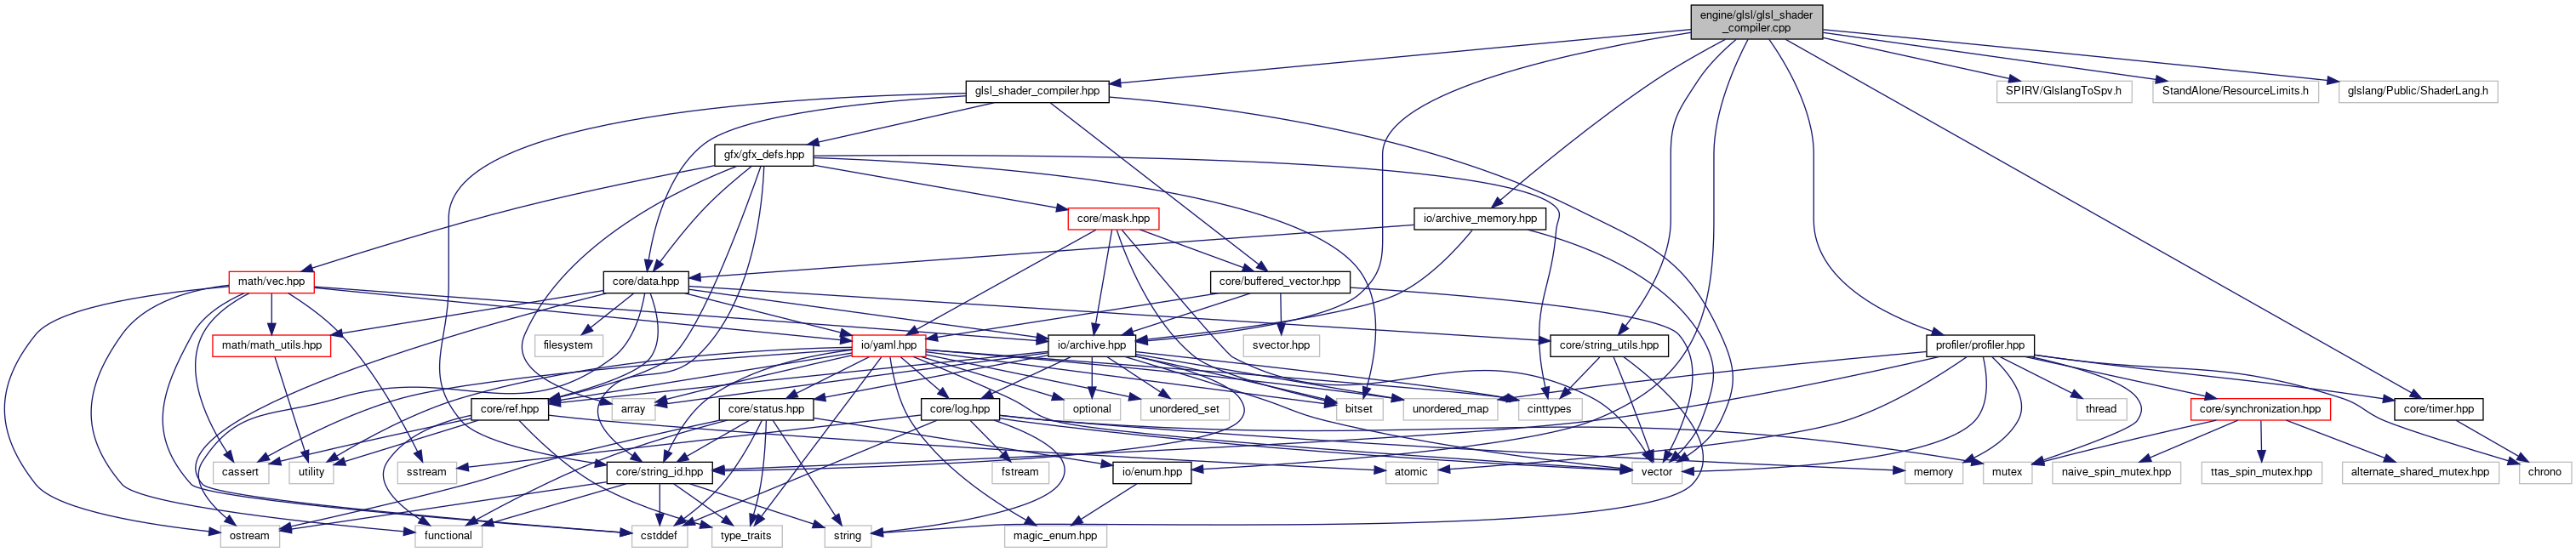 engine/glsl/glsl_shader
_compiler.cpp
glsl_shader_compiler.hpp
SPIRV/GlslangToSpv.h
StandAlone/ResourceLimits.h
glslang/Public/ShaderLang.h
gfx/gfx_defs.hpp
core/mask.hpp
io/archive_memory.hpp
math/vec.hpp
core/data.hpp
core/buffered_vector.hpp
math/math_utils.hpp
filesystem
io/yaml.hpp
io/archive.hpp
svector.hpp
core/string_utils.hpp
profiler/profiler.hpp
core/ref.hpp
array
core/status.hpp
core/log.hpp
optional
unordered_set
bitset
unordered_map
cinttypes
thread
core/synchronization.hpp
core/timer.hpp
cassert
utility
sstream
core/string_id.hpp
atomic
fstream
io/enum.hpp
vector
memory
mutex
naive_spin_mutex.hpp
ttas_spin_mutex.hpp
alternate_shared_mutex.hpp
chrono
ostream
functional
cstddef
type_traits
string
magic_enum.hpp